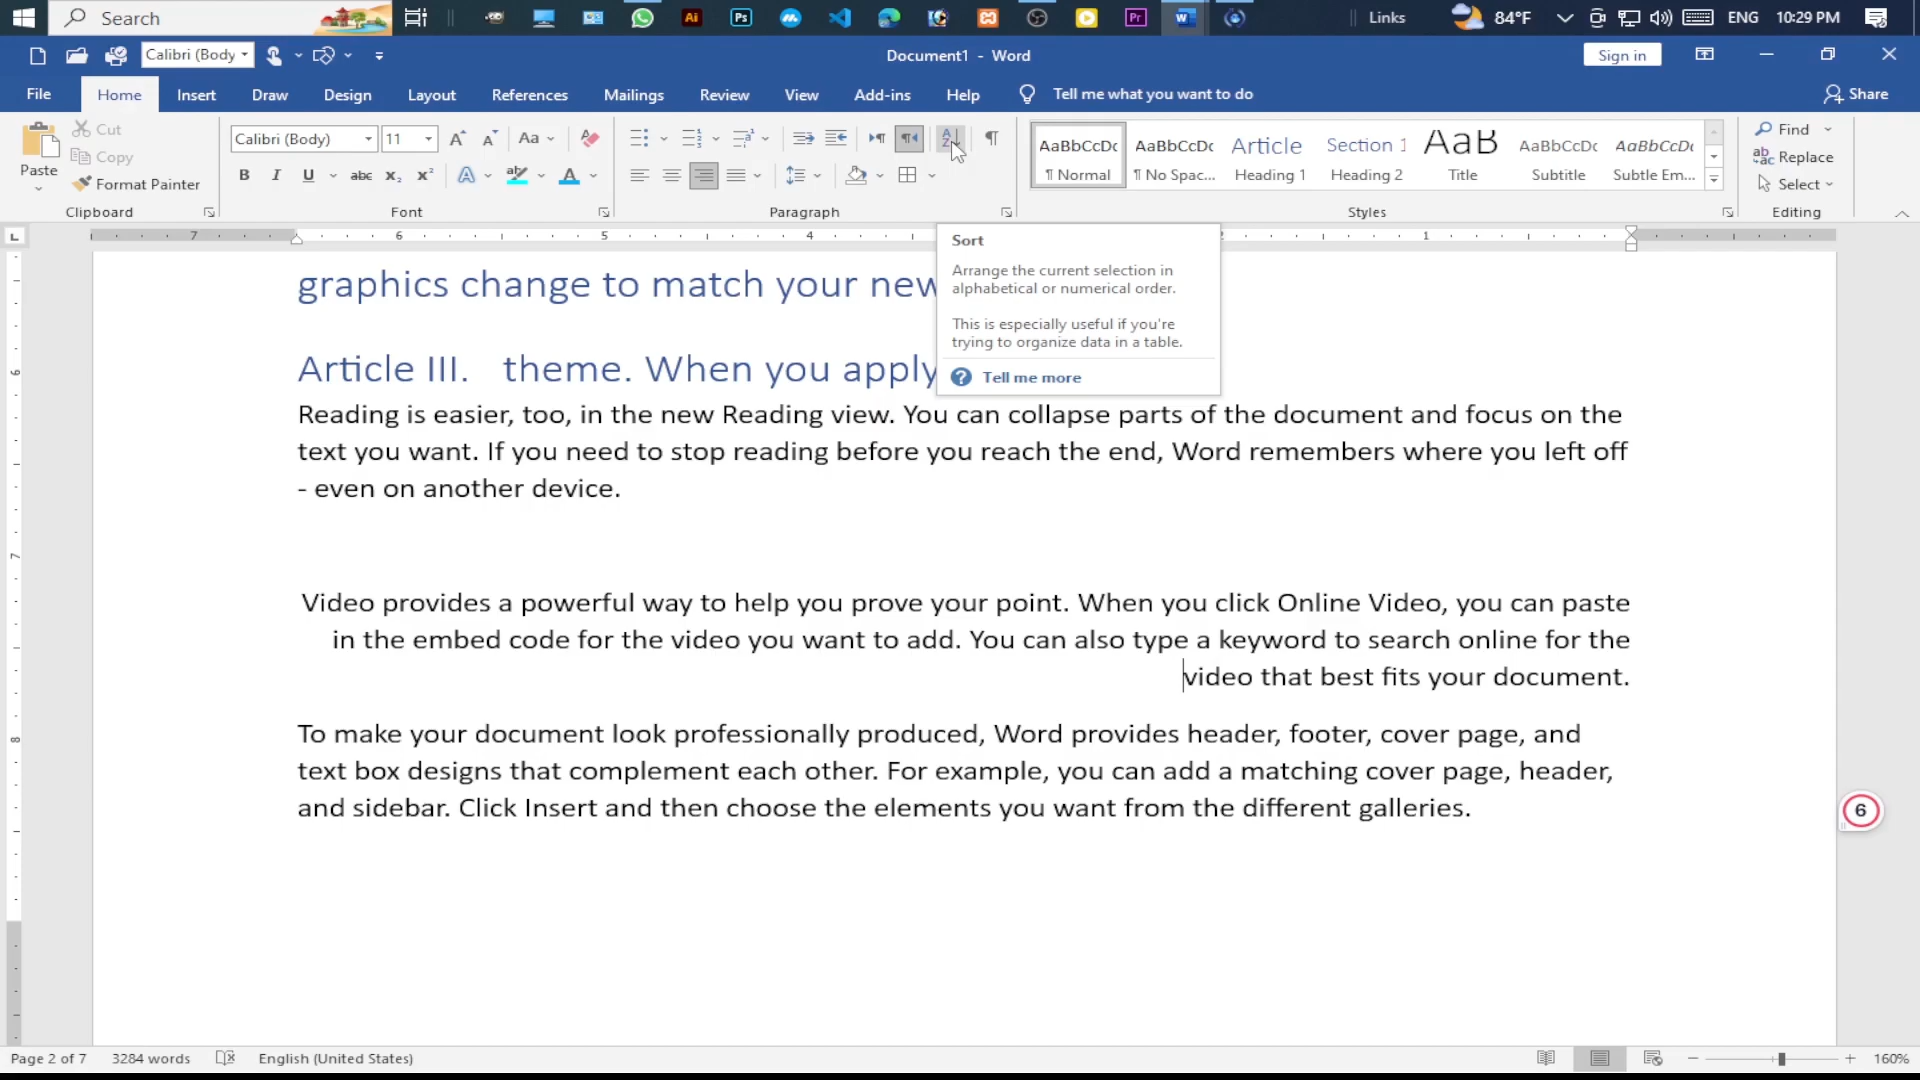 Search
Links
84°F
ENG
10:29 PM
Calibri (Body
Document1 - Word
Sign in
File
Home
Insert
Draw
Design
Layout
References
Mailings
Review
View
Add-ins
Help
Tell me what you want to do
Share
Paste
Cut
Copy
Format Painter
Clipboard
Calibri (Body)
11
Font
Paragraph
AaBbCcDc
¶ Normal
AaBbCcDc
¶ No Spac...
Article
Heading 1
Section 1
Heading 2
AaB
Title
AaBbCcDc
Subtitle
AaBbCcDc
Subtle Em...
Styles
Find
Replace
Select
Editing
7 6 5 4 2 1
Sort
Arrange the current selection in
alphabetical or numerical order.
This is especially useful if you're
trying to organize data in a table.
Tell me more
graphics change to match your new
Article III. theme. When you apply
Reading is easier, too, in the new Reading view. You can collapse parts of the document and focus on the
text you want. If you need to stop reading before you reach the end, Word remembers where you left off
- even on another device.
Video provides a powerful way to help you prove your point. When you click Online Video, you can paste
in the embed code for the video you want to add. You can also type a keyword to search online for the
video that best fits your document.
To make your document look professionally produced, Word provides header, footer, cover page, and
text box designs that complement each other. For example, you can add a matching cover page, header,
and sidebar. Click Insert and then choose the elements you want from the different galleries.
6
Page 2 of 7
3284 words
English (United States)
160%